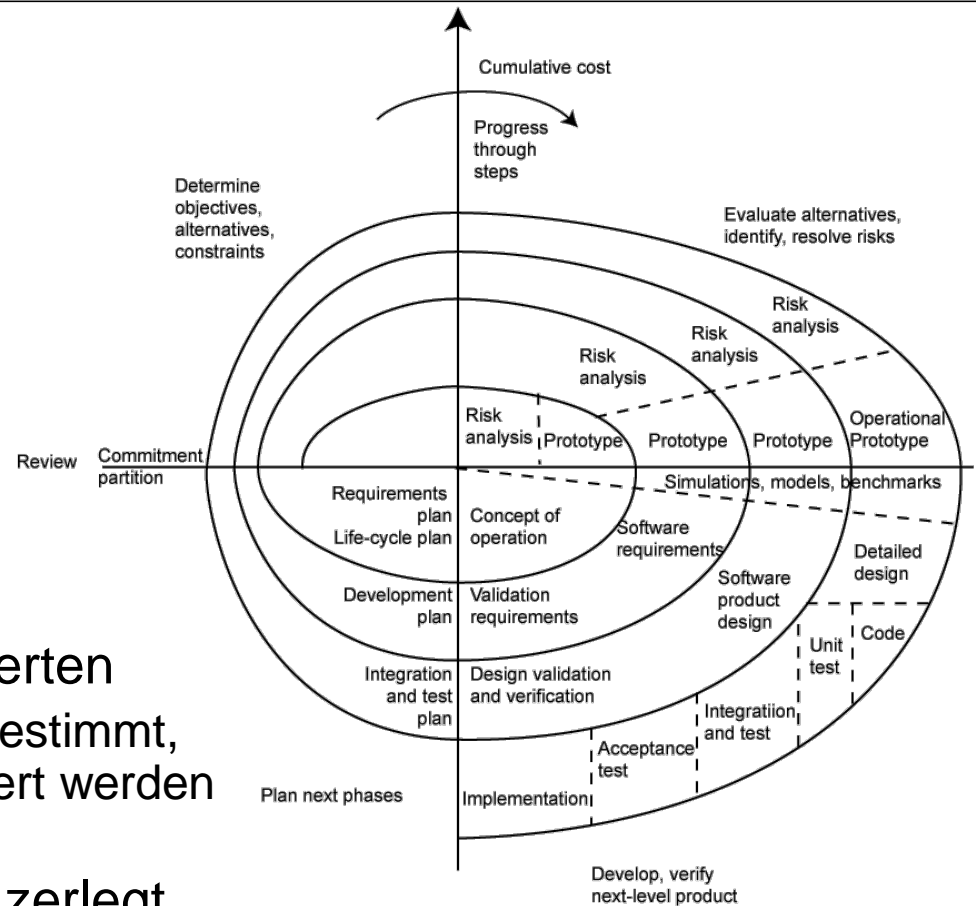 Cumulative cost
Progress
through
steps
Determine
objectives,
alternatives,
constraints
Evaluate alternatives,
identify, resolve risks
Risk
analysis
Risk
analysis
Risk
analysis
Risk
analysis
Prototype
Prototype
Prototype
Operational
Prototype
Review
Commitment
partition
Simulations, models, benchmarks
Requirements
plan
Life-cycle plan
Concept of
operation
Software
requirements
Detailed
design
Software
product
design
Development
plan
Validation
requirements
Code
Unit
test
Integration
and test
plan
Design validation
and verification
Integratiion
and test
Acceptance
test
Implementation
Plan next phases
Develop, verify
next-level product
erten
estimmt,
ert werden
zerlegt